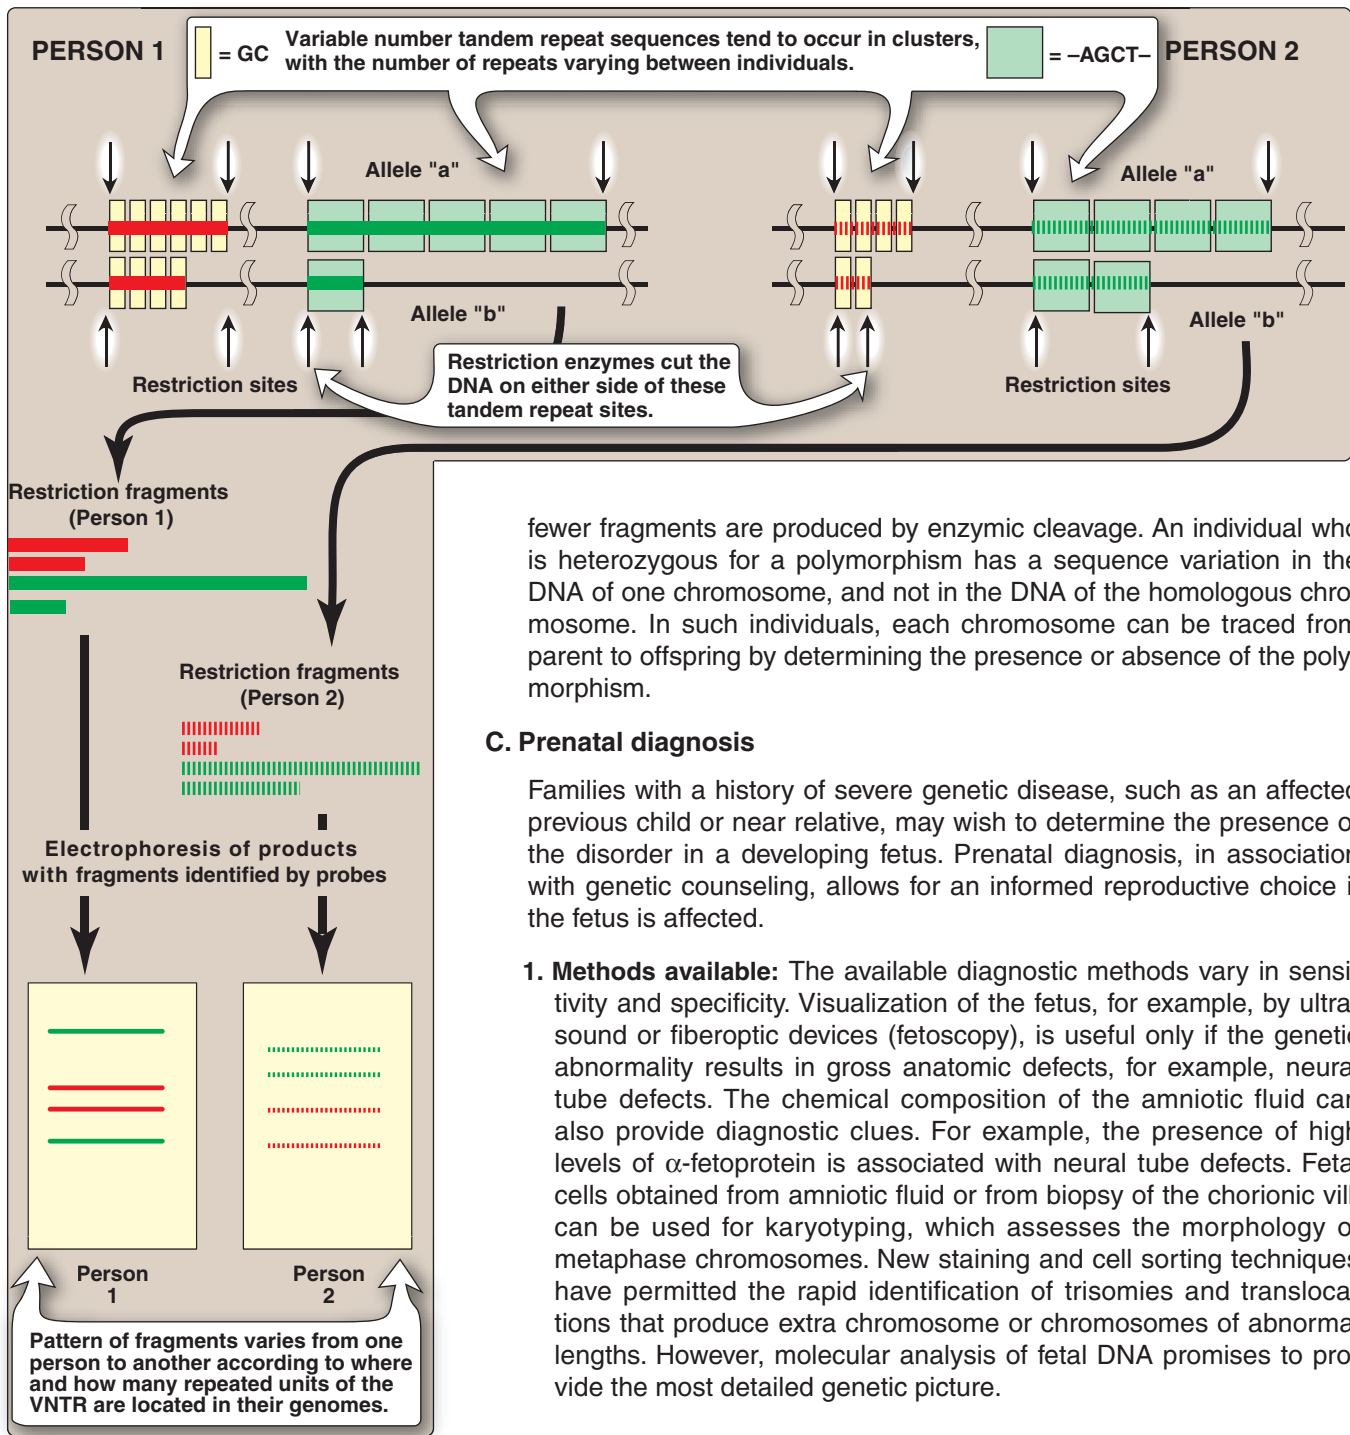 PERSON 1
= GC
Variable number tandem repeat sequences tend to occur in clusters,
with the number of repeats varying between individuals.
= –AGCT–
PERSON 2
Allele "a"
Allele "a"
Allele "b"
Allele "b"
Restriction sites
Restriction enzymes cut the
DNA on either side of these
tandem repeat sites.
Restriction sites
Restriction fragments
(Person 1)
Restriction fragments
(Person 2)
Electrophoresis of products
with fragments identified by probes
Person
1
Person
2
Pattern of fragments varies from one
person to another according to where
and how many repeated units of the
VNTR are located in their genomes.
fewer fragments are produced by enzymic cleavage. An individual who
is heterozygous for a polymorphism has a sequence variation in the
DNA of one chromosome, and not in the DNA of the homologous chro
mosome. In such individuals, each chromosome can be traced from
parent to offspring by determining the presence or absence of the poly
morphism.
C. Prenatal diagnosis
Families with a history of severe genetic disease, such as an affected
previous child or near relative, may wish to determine the presence o
the disorder in a developing fetus. Prenatal diagnosis, in association
with genetic counseling, allows for an informed reproductive choice i
the fetus is affected.
1. Methods available: The available diagnostic methods vary in sensi
tivity and specificity. Visualization of the fetus, for example, by ultra
sound or fiberoptic devices (fetoscopy), is useful only if the genetic
abnormality results in gross anatomic defects, for example, neura
tube defects. The chemical composition of the amniotic fluid can
also provide diagnostic clues. For example, the presence of high
levels of α-fetoprotein is associated with neural tube defects. Feta
cells obtained from amniotic fluid or from biopsy of the chorionic vill
can be used for karyotyping, which assesses the morphology o
metaphase chromosomes. New staining and cell sorting techniques
have permitted the rapid identification of trisomies and transloca
tions that produce extra chromosome or chromosomes of abnorma
lengths. However, molecular analysis of fetal DNA promises to pro
vide the most detailed genetic picture.